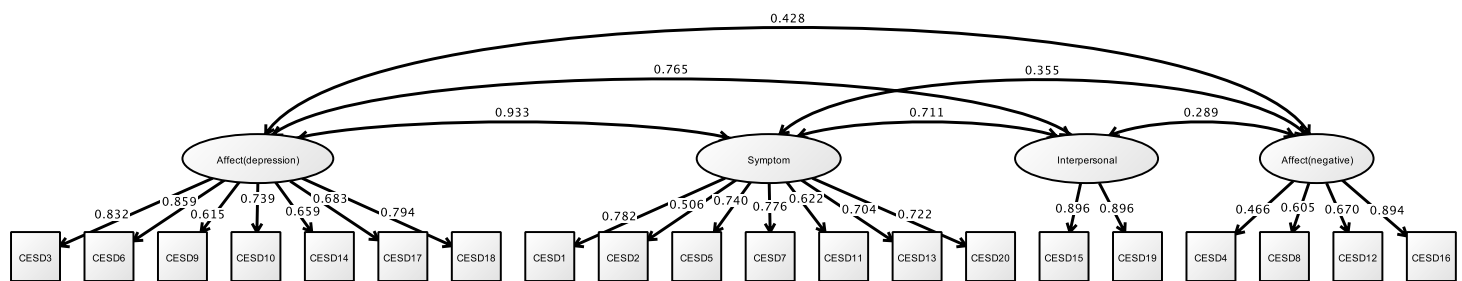 0.428
0.765
0.355
0.933
0.711
0.289
Affect(depression)
Symptom
Interpersonal
Affect(negative)
0.832
0.859
0.615
0.739
0.659
0.683
0.794
0.782
0.506
0.740
0.776
0.622
0.704
0.722
0.896
0.896
0.466
0.605
0.670
0.894
CESD3
CESD6
CESD9
CESD10
CESD14
CESD17
CESD18
CESD1
CESD2
CESD5
CESD7
CESD11
CESD13
CESD20
CESD15
CESD19
CESD4
CESD8
CESD12
CESD16